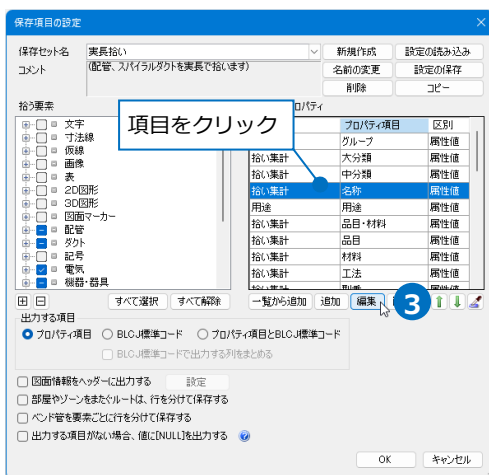 保存項目の設定
保存セット名 実長拾い 新規作成 設定の読み込み
コメント (配管、スパイラルダクトを実長で拾います) 名前の変更 設定の保存
削除 コピー
拾う要素
文字
寸法線
仮線
画像
表
2D図形
3D図形
図面マーカー
配管
ダクト
記号
電気
機器・器具
項目をクリック
プロパティ項目 区別
グループ 属性値
拾い集計 大分類 属性値
拾い集計 中分類 属性値
拾い集計 名称 属性値
用途 用途 属性値
拾い集計 品目・材料 属性値
拾い集計 品目 属性値
拾い集計 材料 属性値
拾い集計 工法 属性値
すべて選択 すべて解除 一覧から追加 追加 編集 3
出力する項目
プロパティ項目 BLCJ標準コード プロパティ項目とBLCJ標準コード
BLCJ標準コードで出力する列をまとめる
図面情報をヘッダーに出力する 設定
部屋やゾーンをまたぐルートは、行を分けて保存する
ベンド管を要素ごとに行を分けて保存する
出力する項目がない場合、値に[NULL]を出力する
OK キャンセル